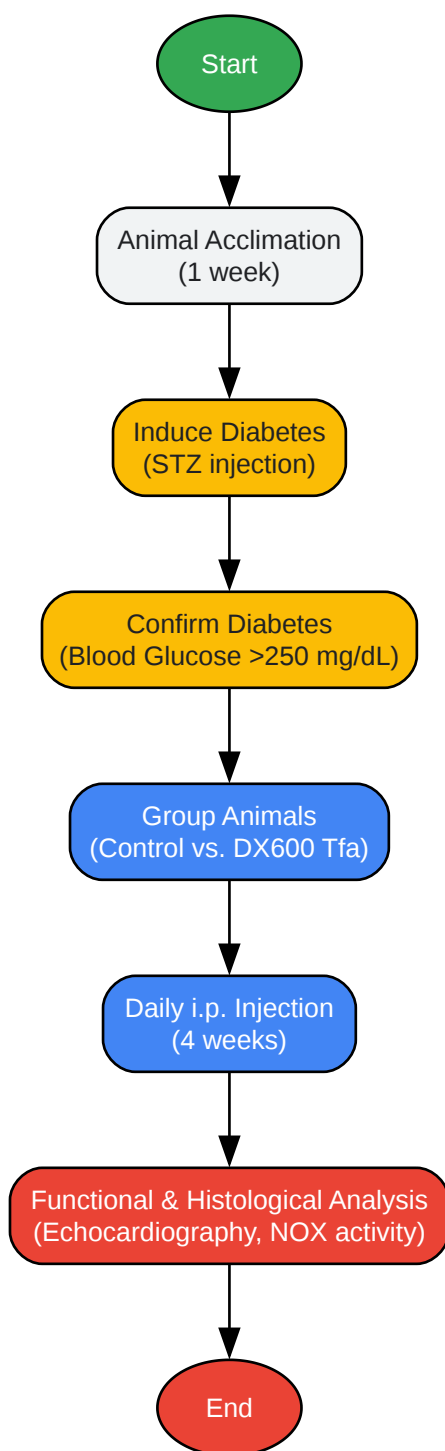 Start
Animal Acclimation
(1 week)
Induce Diabetes
(STZ injection)
Confirm Diabetes
(Blood Glucose >250 mg/dL)
Group Animals
(Control vs. DX600 Tfa)
Daily i.p. Injection
(4 weeks)
Functional & Histological Analysis
(Echocardiography, NOX activity)
End